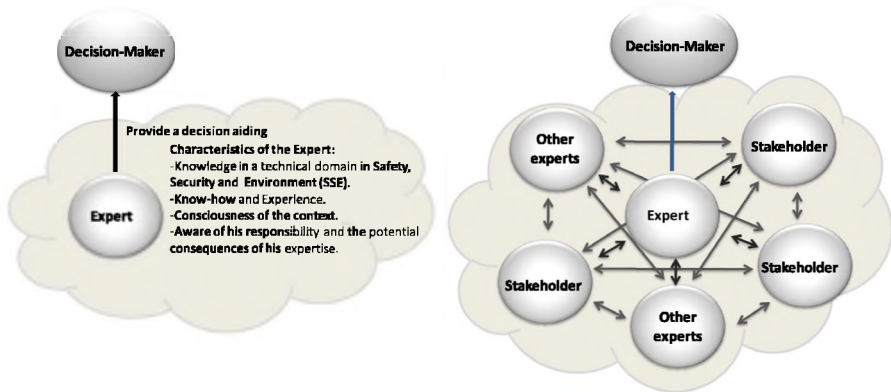 Decision-Maker
Provide a decision aiding
Characteristics of the Expert:
-Knowledge in a technical domain in Safety,
Security and Environment (SSE).
-Know-how and Experience.
-Consciousness of the context.
-Aware of his responsibility and the potential
consequences of his expertise.
Expert
Decision-Maker
Other
experts
Stakeholder
Expert
Stakeholder
Stakeholder
Other
experts